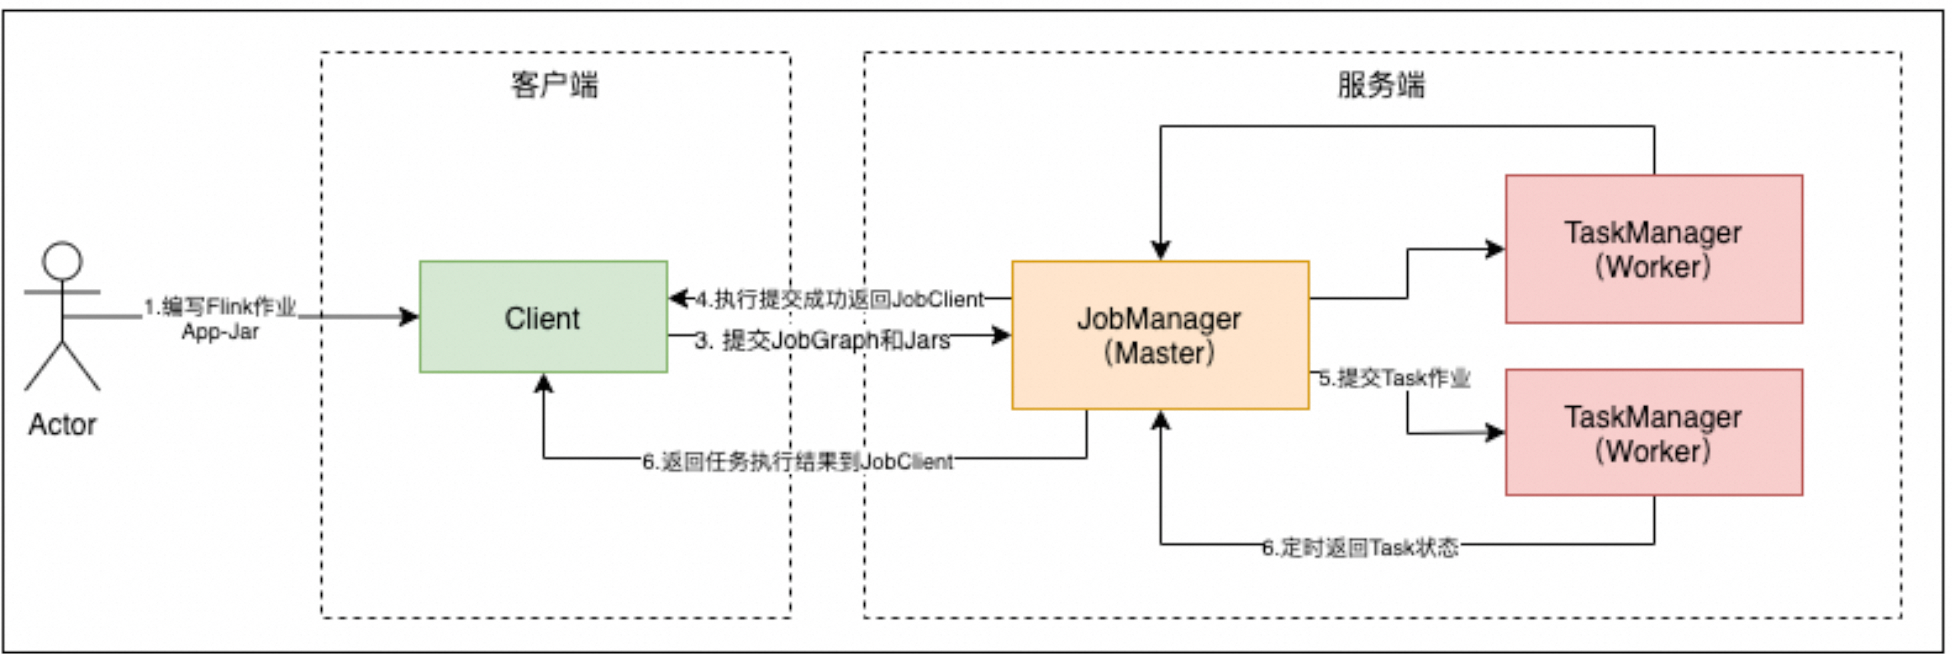 客户端
服务端
TaskManager
（Worker）
1.编写Flink作业
App-Jar
Client
4.执行提交成功返回JobClient
3. 提交JobGraph和Jars
JobManager
（Master）
5.提交Task作业
TaskManager
（Worker）
Actor
6.返回任务执行结果到JobClient
6.定时返回Task状态